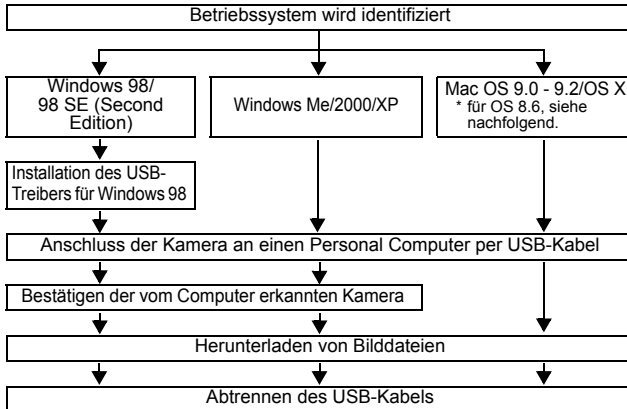 Betriebssystem wird identifiziert
Windows 98/
98 SE (Second
Edition)
Windows Me/2000/XP
Mac OS 9.0 - 9.2/OS X
* für OS 8.6, siehe
nachfolgend.
Installation des USB-
Treibers für Windows 98
Anschluss der Kamera an einen Personal Computer per USB-Kabel
Bestätigen der vom Computer erkannten Kamera
Herunterladen von Bilddateien
Abtrennen des USB-Kabels